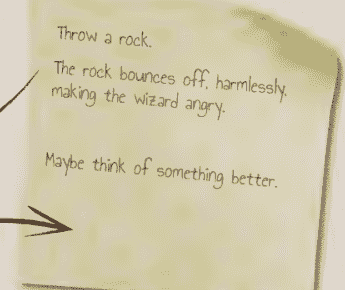 Throw a rock.
The rock bounces off, harmlessly,
making the wizard angry.
Maybe think of something better.